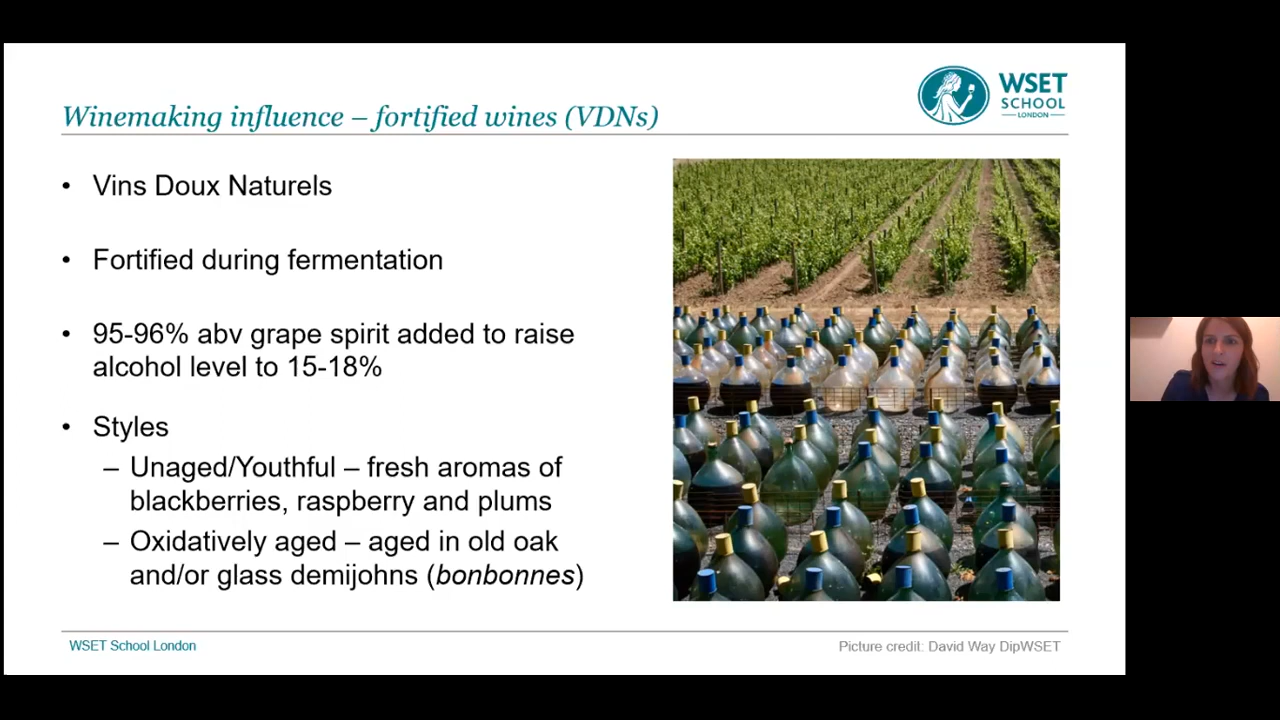 WSET
SCHOOL
LONDON
Winemaking influence – fortified wines (VDNs)
• Vins Doux Naturels
• Fortified during fermentation
• 95-96% abv grape spirit added to raise
alcohol level to 15-18%
• Styles
– Unaged/Youthful – fresh aromas of
blackberries, raspberry and plums
– Oxidatively aged – aged in old oak
and/or glass demijohns (bonbonnes)
WSET School London
Picture credit: David Way DipWSET